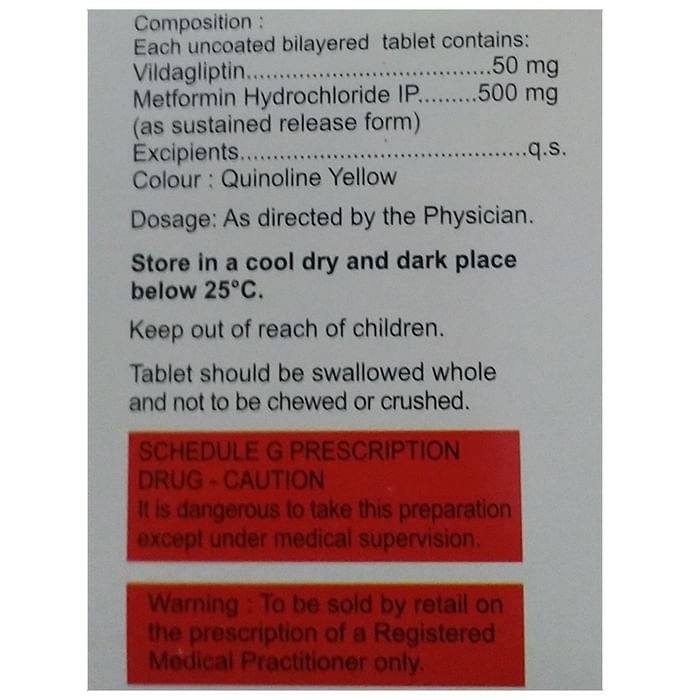 Composition :
Each uncoated bilayered tablet contains:
Vildagliptin.....................................50 mg
Metformin Hydrochloride IP.........500 mg
(as sustained release form)
Excipients...........................................q.s.
Colour : Quinoline Yellow
Dosage: As directed by the Physician.
Store in a cool dry and dark place
below 25°C.
Keep out of reach of children.
Tablet should be swallowed whole
and not to be chewed or crushed.
SCHEDULE G PRESCRIPTION
DRUG - CAUTION
It is dangerous to take this preparation
except under medical supervision.
Warning : To be sold by retail on
the prescription of a Registered
Medical Practitioner only.